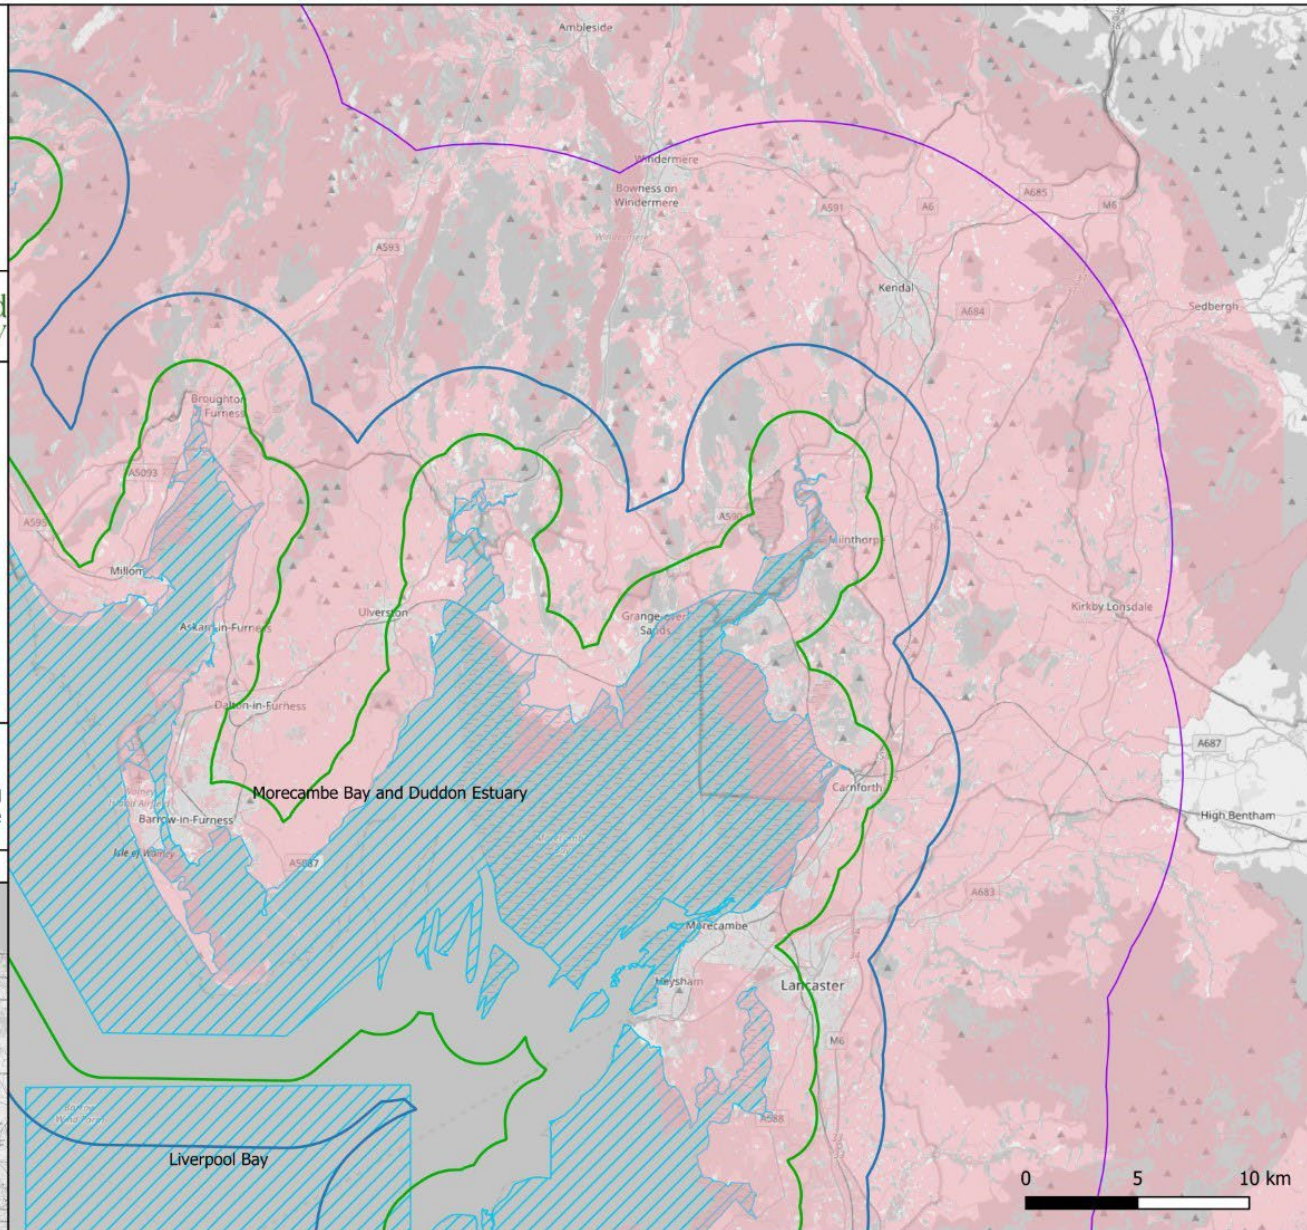 Ambleside
Windermere
Bowness on
Windermere
A685
A591
A6
M6
A593
Kendal
Sedbergh
A684
Broughton
Furness
A5093
A595
A590
Milnthorpe
Millom
Kirkby Lonsdale
Ulverston
Grange-over-
Sands
Askam-in-Furness
Dalton-in-Furness
A687
Morecambe Bay and Duddon Estuary
Carnforth
High Bentham
Barrow-in-Furness
Isle of Walney
A5087
A683
34
Morecambe
Heysham
Lancaster
M6
A588
33
Liverpool Bay
0 5 10 km